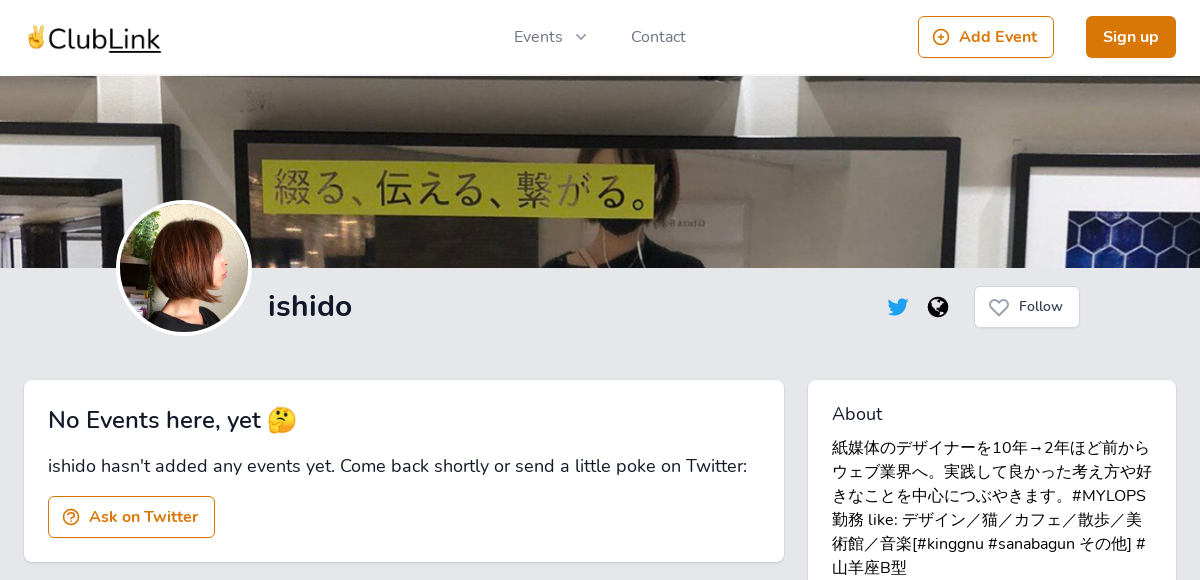 ✌️ClubLink
Events
Contact
Add Event
Sign up
綴る、伝える、繋がる。
ishido
Follow
No Events here, yet 🤔
ishido hasn't added any events yet. Come back shortly or send a little poke on Twitter:
Ask on Twitter
About
紙媒体のデザイナーを10年→2年ほど前から
ウェブ業界へ。実践して良かった考え方や好
きなことを中心につぶやきます。#MYLOPS
勤務 like: デザイン／猫／カフェ／散歩／美
術館／音楽[#kinggnu #sanabagun その他] #
山羊座B型